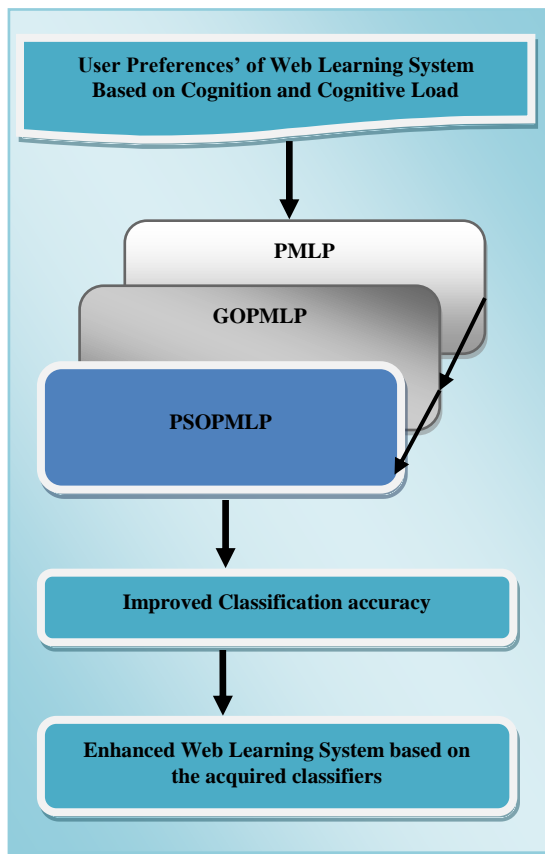 User Preferences’ of Web Learning System
Based on Cognition and Cognitive Load
PMLP
GOPMLP
PSOPMLP
Improved Classification accuracy
Enhanced Web Learning System based on
the acquired classifiers